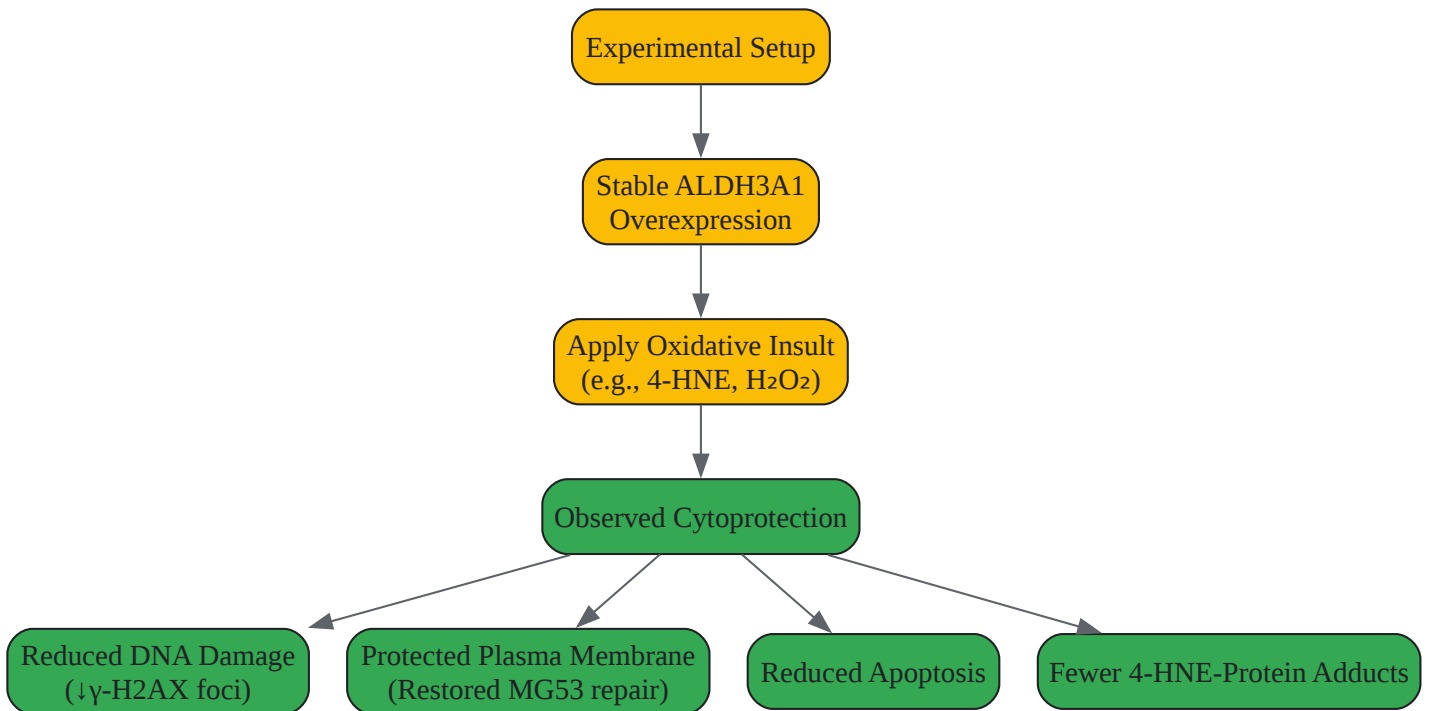 Experimental Setup
Stable ALDH3A1
Overexpression
Apply Oxidative Insult
(e.g., 4-HNE, H₂O₂)
Observed Cytoprotection
Reduced DNA Damage
(↓γ-H2AX foci)
Protected Plasma Membrane
(Restored MG53 repair)
Reduced Apoptosis
Fewer 4-HNE-Protein Adducts